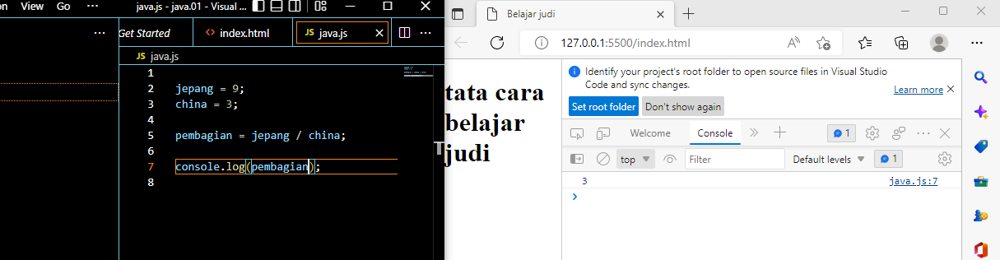 on View Go ··· java.js - java.01 - Visual ...
··· Get Started <> index.html JS java.js
JS java.js
1
2 jepang = 9;
3 china = 3;
4
5 pembagian = jepang / china;
6
7 console.log(pembagian);
8
Belajar judi
127.0.0.1:5500/index.html
tata cara
belajar
judi
Identify your project's root folder to open source files in Visual Studio
Code and sync changes.
Learn more
Set root folder Don't show again
Welcome Console 1
top Filter Default levels 1
3 java.js:7